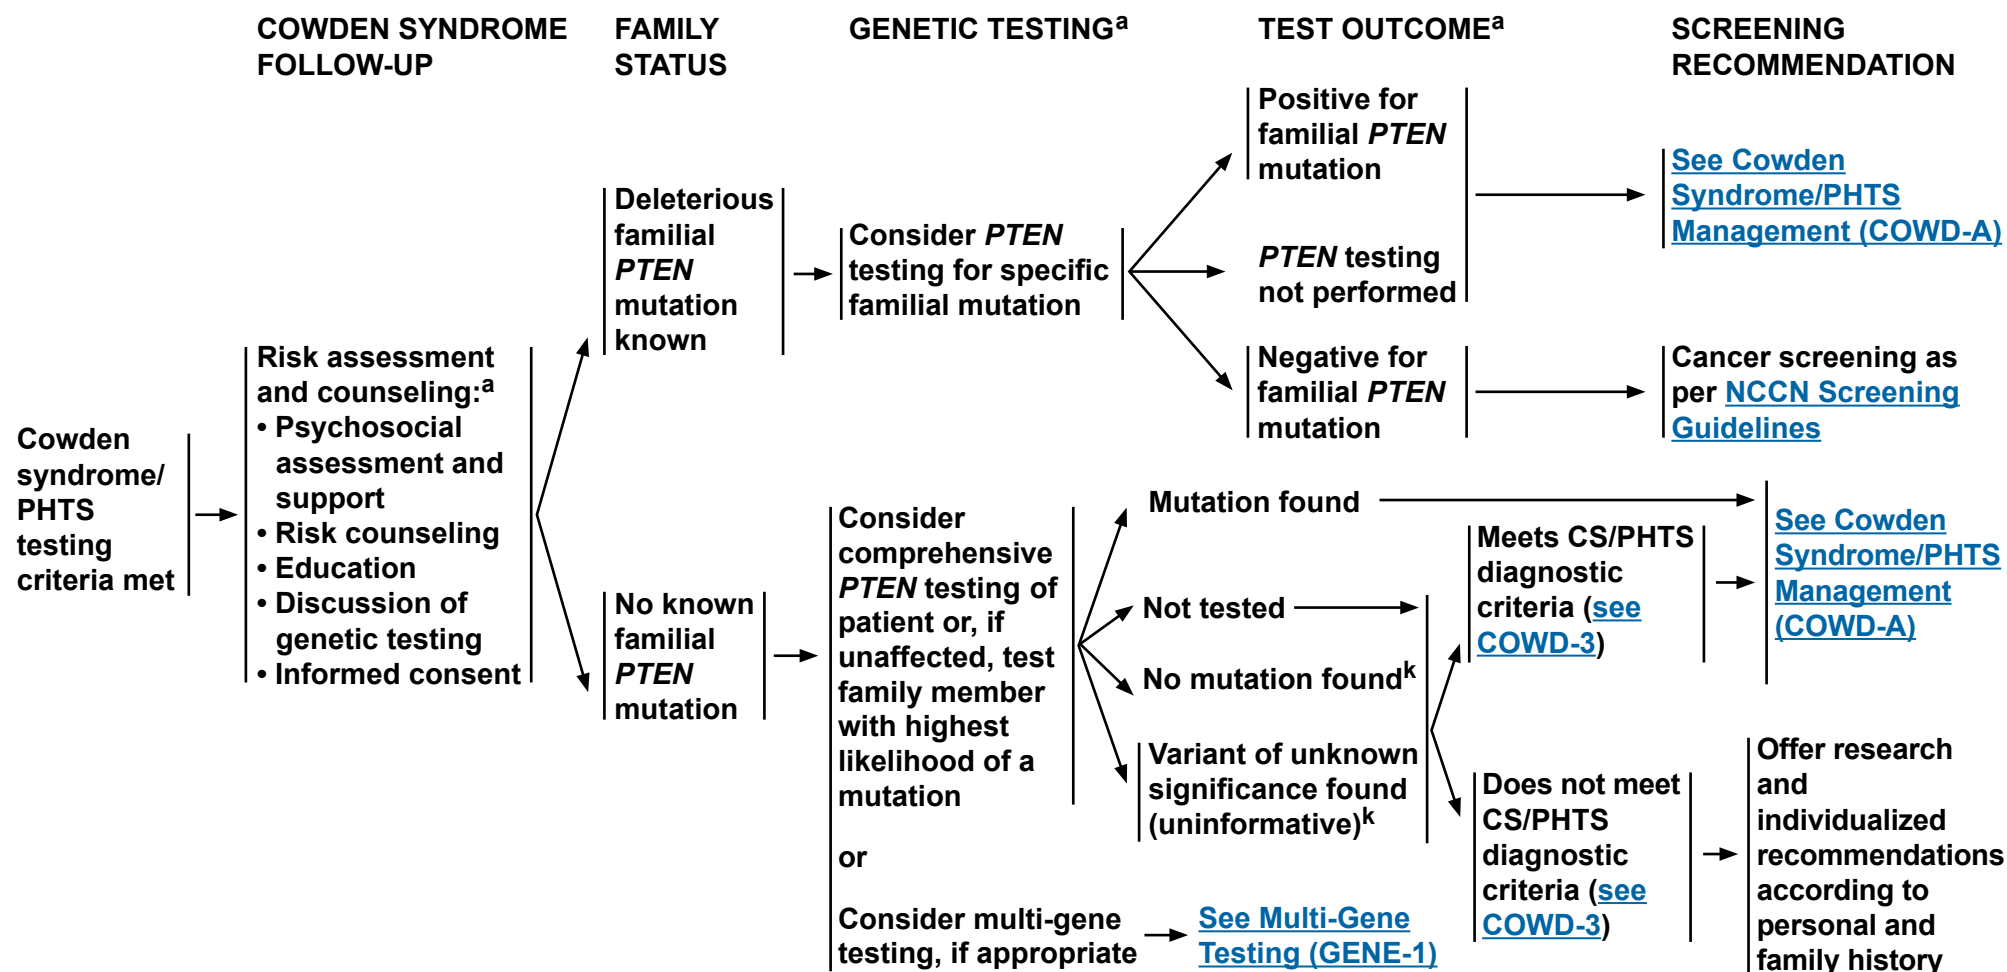 COWDEN SYNDROME
FOLLOW-UP
FAMILY
STATUS
GENETIC TESTINGa
TEST OUTCOMEa
SCREENING
RECOMMENDATION
Cowden
syndrome/
PHTS
testing
criteria met
Risk assessment
and counseling:a
• Psychosocial
assessment and
support
• Risk counseling
• Education
• Discussion of
genetic testing
• Informed consent
Deleterious
familial
PTEN
mutation
known
Consider PTEN
testing for specific
familial mutation
Positive for
familial PTEN
mutation
PTEN testing
not performed
See Cowden
Syndrome/PHTS
Management (COWD-A)
Negative for
familial PTEN
mutation
Cancer screening as
per NCCN Screening
Guidelines
No known
familial
PTEN
mutation
Consider
comprehensive
PTEN testing of
patient or, if
unaffected, test
family member
with highest
likelihood of a
mutation
or
Consider multi-gene
testing, if appropriate
See Multi-Gene
Testing (GENE-1)
Mutation found
Not tested
No mutation foundk
Variant of unknown
significance found
(uninformative)k
Meets CS/PHTS
diagnostic
criteria (see
COWD-3)
See Cowden
Syndrome/PHTS
Management
(COWD-A)
Does not meet
CS/PHTS
diagnostic
criteria (see
COWD-3)
Offer research
and
individualized
recommendations
according to
personal and
family history